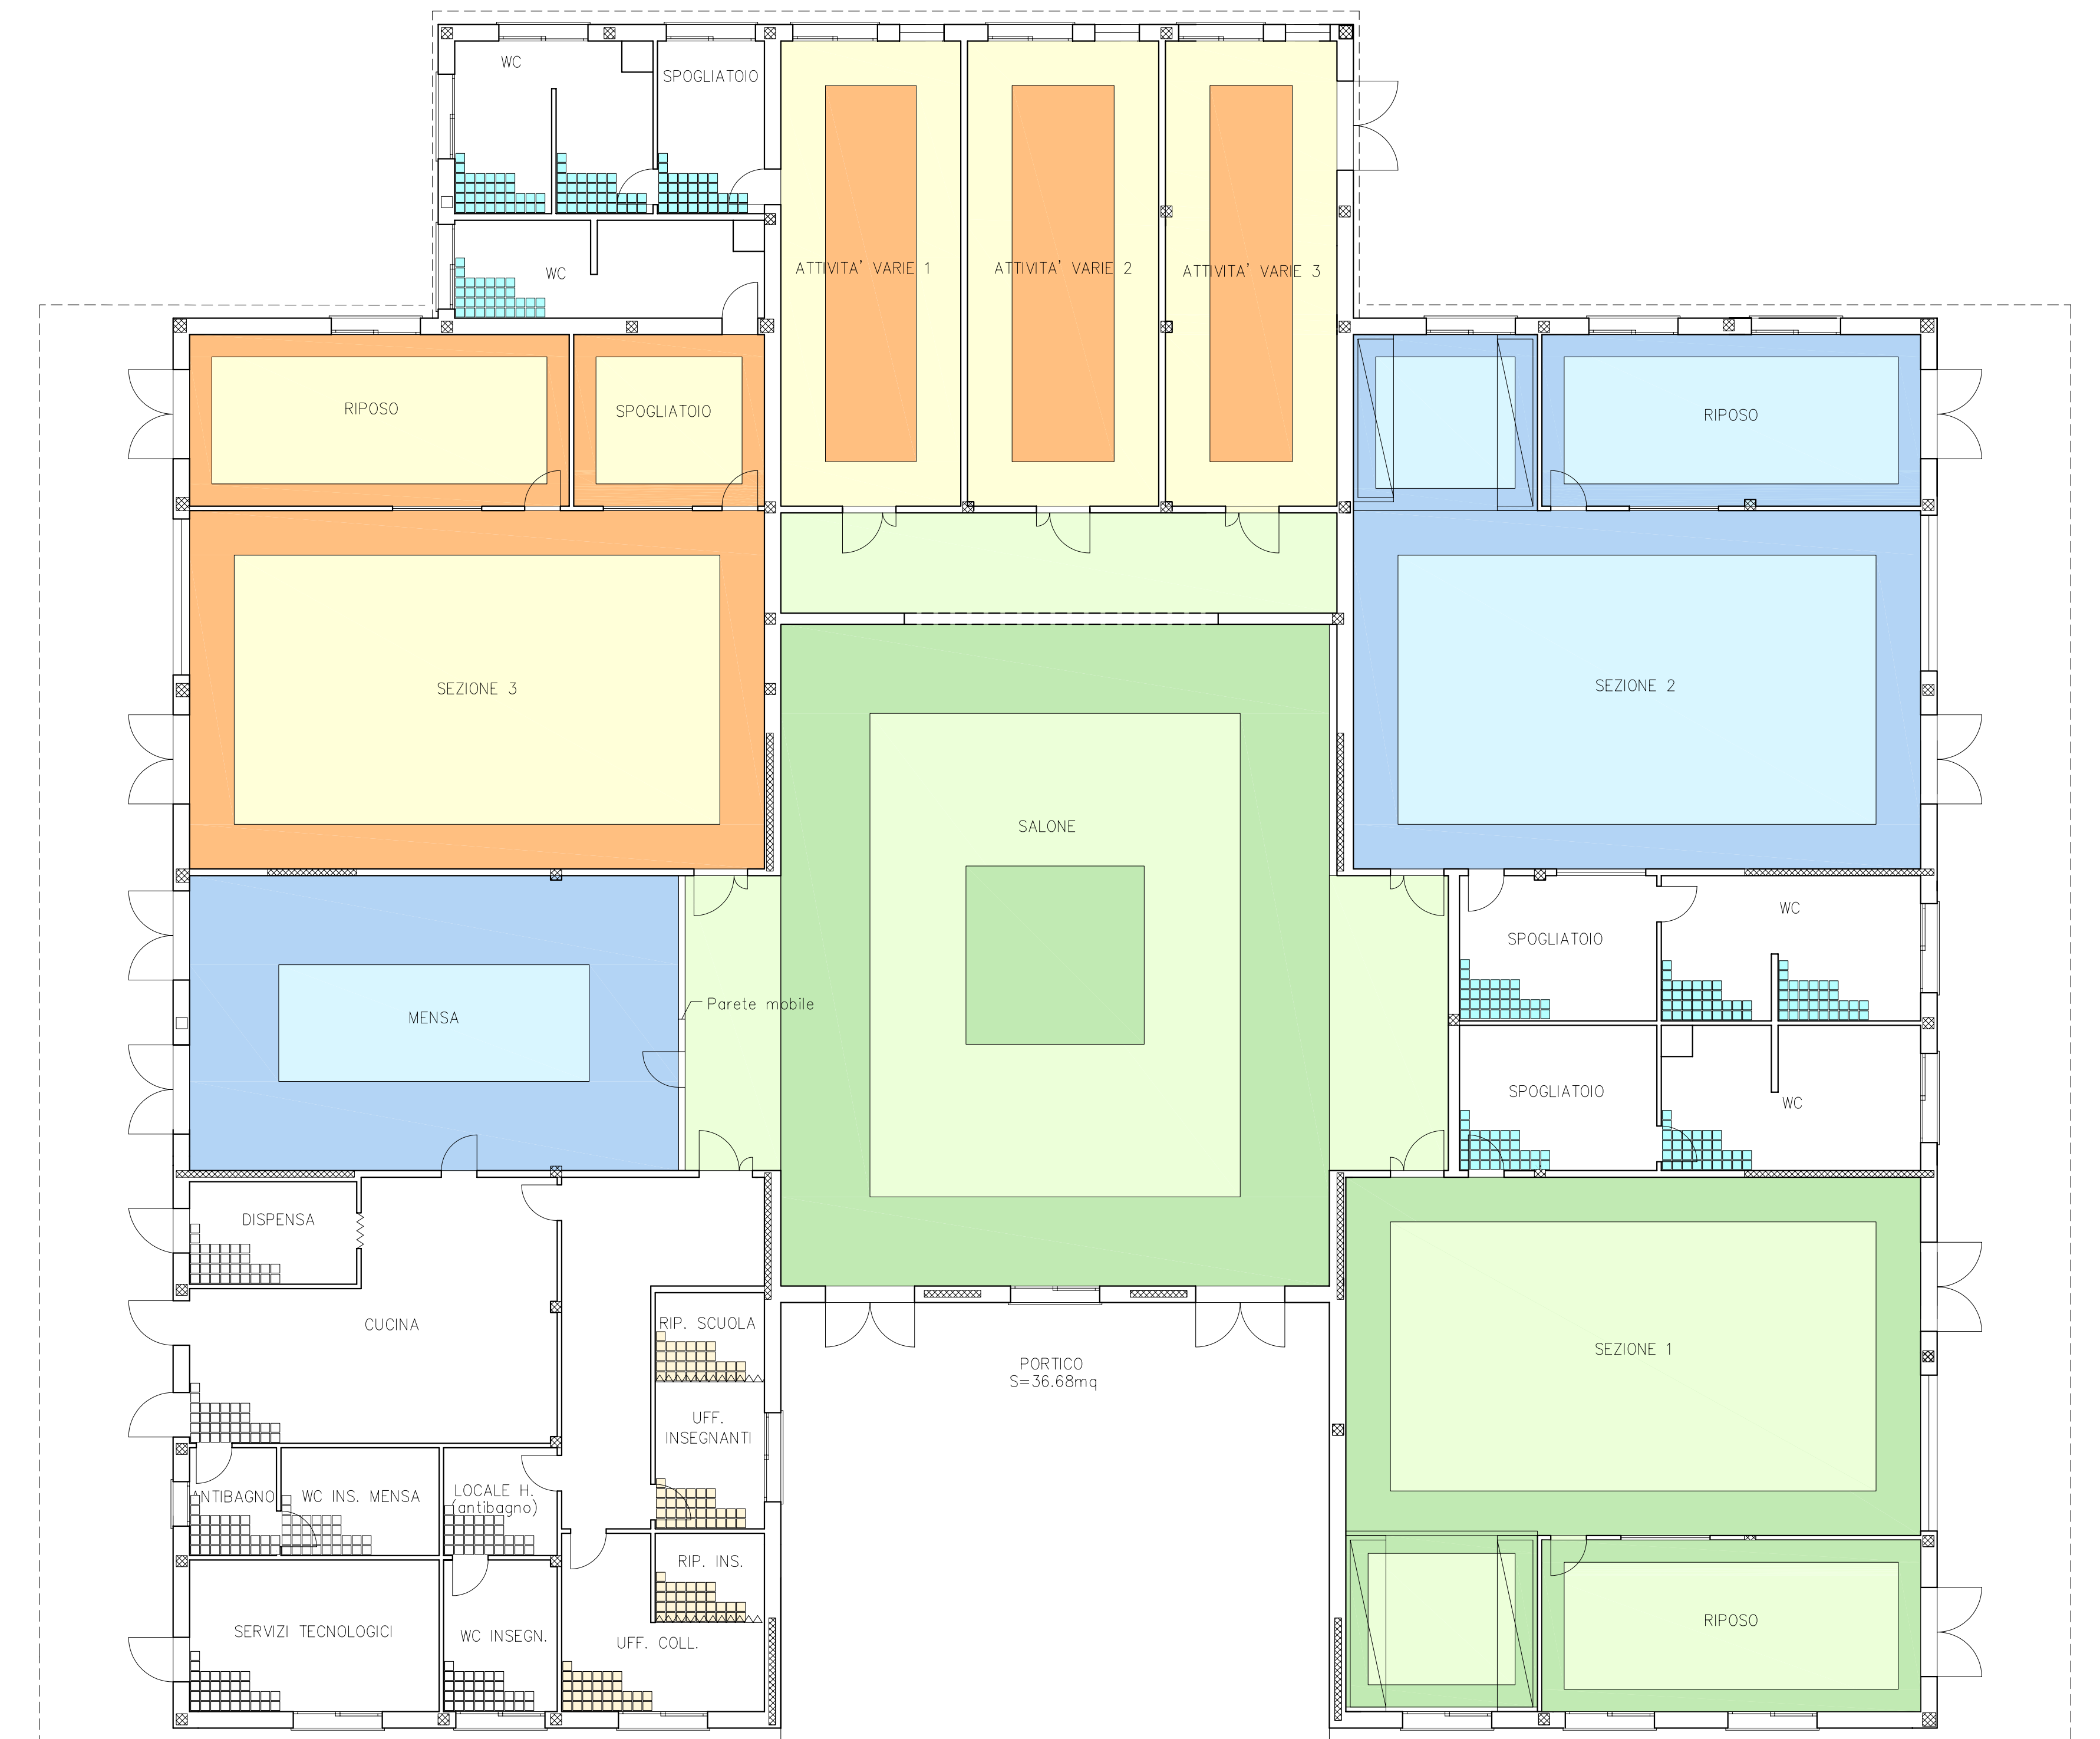 WC
SPOGLIATOIO
WC
ATTIVITA' VARIE 1
ATTIVITA' VARIE 2
ATTIVITA' VARIE 3
RIPOSO
SPOGLIATOIO
RIPOSO
SEZIONE 3
SEZIONE 2
SALONE
WC
SPOGLIATOIO
Parete mobile
MENSA
SPOGLIATOIO
WC
DISPENSA
CUCINA
RIP. SCUOLA
PORTICO
S=36.68mq
SEZIONE 1
UFF.
INSEGNANTI
ANTIBAGNO
WC INS. MENSA
LOCALE H.
(antibagno)
RIP. INS.
SERVIZI TECNOLOGICI
WC INSEGN.
UFF. COLL.
RIPOSO